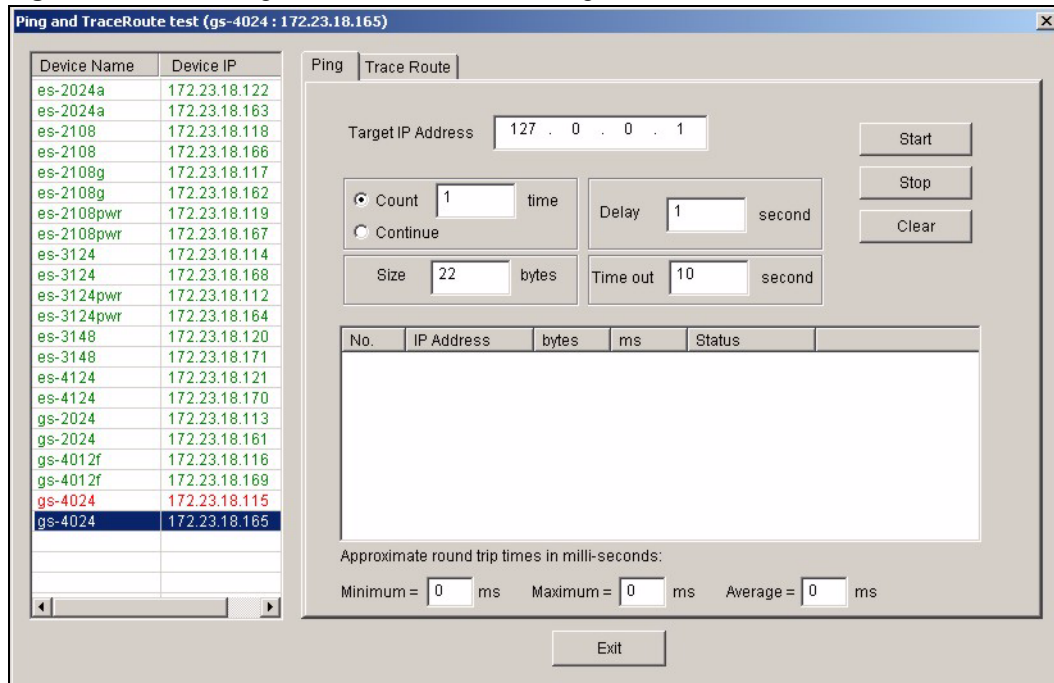 Ping and TraceRoute test (gs-4024 : 172.23.18.165)
Device Name Device IP
es-2024a 172.23.18.122
es-2024a 172.23.18.163
es-2108 172.23.18.118
es-2108 172.23.18.166
es-2108g 172.23.18.117
es-2108g 172.23.18.162
es-2108pwr 172.23.18.119
es-2108pwr 172.23.18.167
es-3124 172.23.18.114
es-3124 172.23.18.168
es-3124pwr 172.23.18.112
es-3124pwr 172.23.18.164
es-3148 172.23.18.120
es-3148 172.23.18.171
es-4124 172.23.18.121
es-4124 172.23.18.170
gs-2024 172.23.18.113
gs-2024 172.23.18.161
gs-4012f 172.23.18.116
gs-4012f 172.23.18.169
gs-4024 172.23.18.115
gs-4024 172.23.18.165
Ping Trace Route
Target IP Address 127 . 0 . 0 . 1
Start
Stop
Clear
Count 1 time
Continue
Delay 1 second
Size 22 bytes
Time out 10 second
No. IP Address bytes ms Status
Approximate round trip times in milli-seconds:
Minimum = 0 ms Maximum = 0 ms Average = 0 ms
Exit